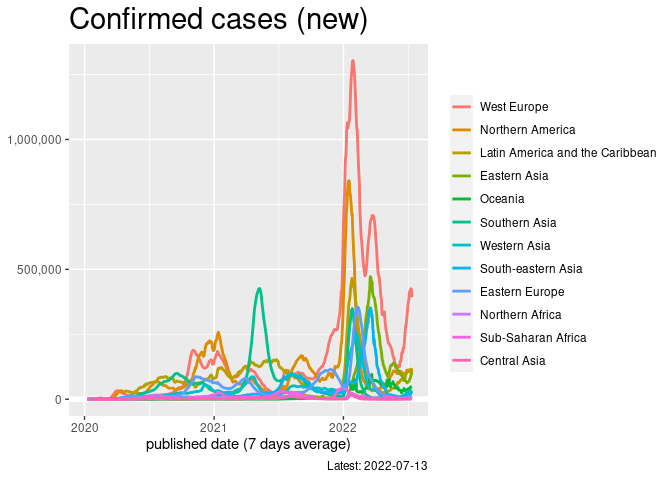 Confirmed cases (new)
1,000,000
500,000
0
2020
2021
2022
published date (7 days average)
Latest: 2022-07-13
West Europe
Northern America
Latin America and the Caribbean
Eastern Asia
Oceania
Southern Asia
Western Asia
South-eastern Asia
Eastern Europe
Northern Africa
Sub-Saharan Africa
Central Asia